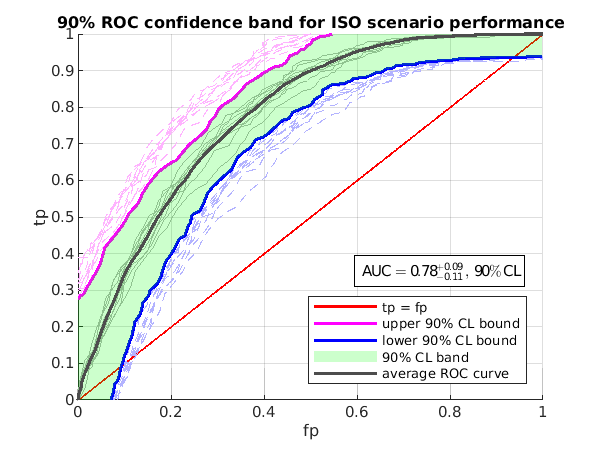 90% ROC confidence band for ISO scenario performance
1
0.9
0.8
0.7
0.6
0.5
0.4
0.3
0.2
0.1
0
tp
AUC = 0.78+0.09−0.11, 90%CL
tp = fp
upper 90% CL bound
lower 90% CL bound
90% CL band
average ROC curve
0 0.2 0.4 0.6 0.8 1
fp